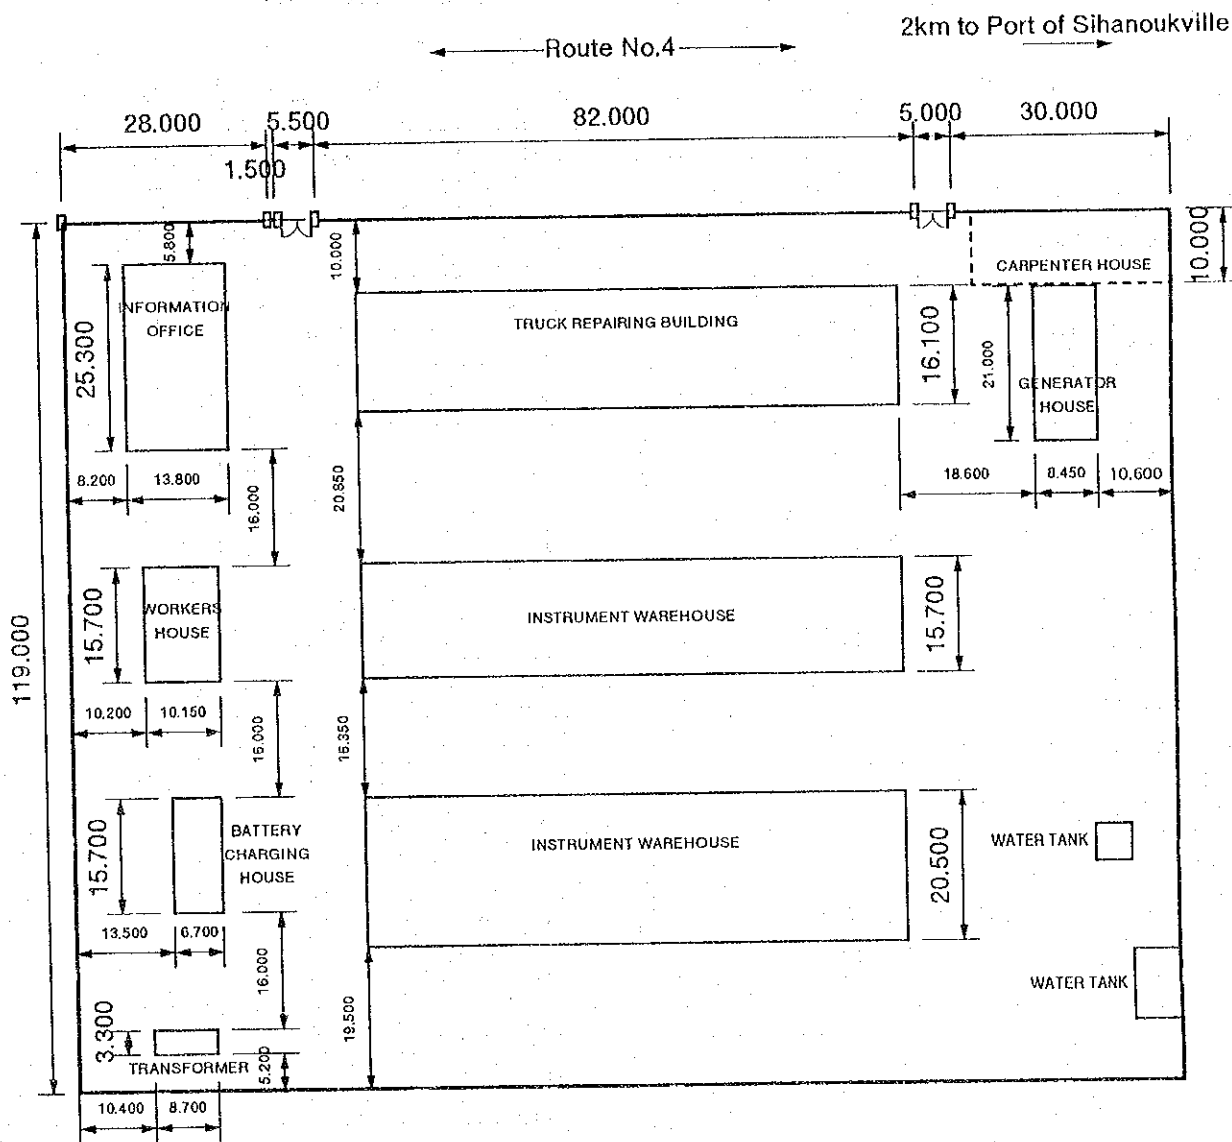 2km to Port of Sihanoukville
Route No.4
28.000
5.500
82.000
5.000
30.000
1.500
5.800
10.000
10.000
CARPENTER HOUSE
INFORMATION
OFFICE
25.300
TRUCK REPAIRING BUILDING
16.100
21.000
GENERATOR
HOUSE
8.200
13.800
16.000
20.850
18.600
8.450
10.600
119.000
15.700
WORKERS
HOUSE
INSTRUMENT WAREHOUSE
15.700
10.200
10.150
16.000
16.350
15.700
BATTERY
CHARGING
HOUSE
INSTRUMENT WAREHOUSE
20.500
WATER TANK
13.500
6.700
16.000
19.500
WATER TANK
3.300
TRANSFORMER
5.200
10.400
8.700